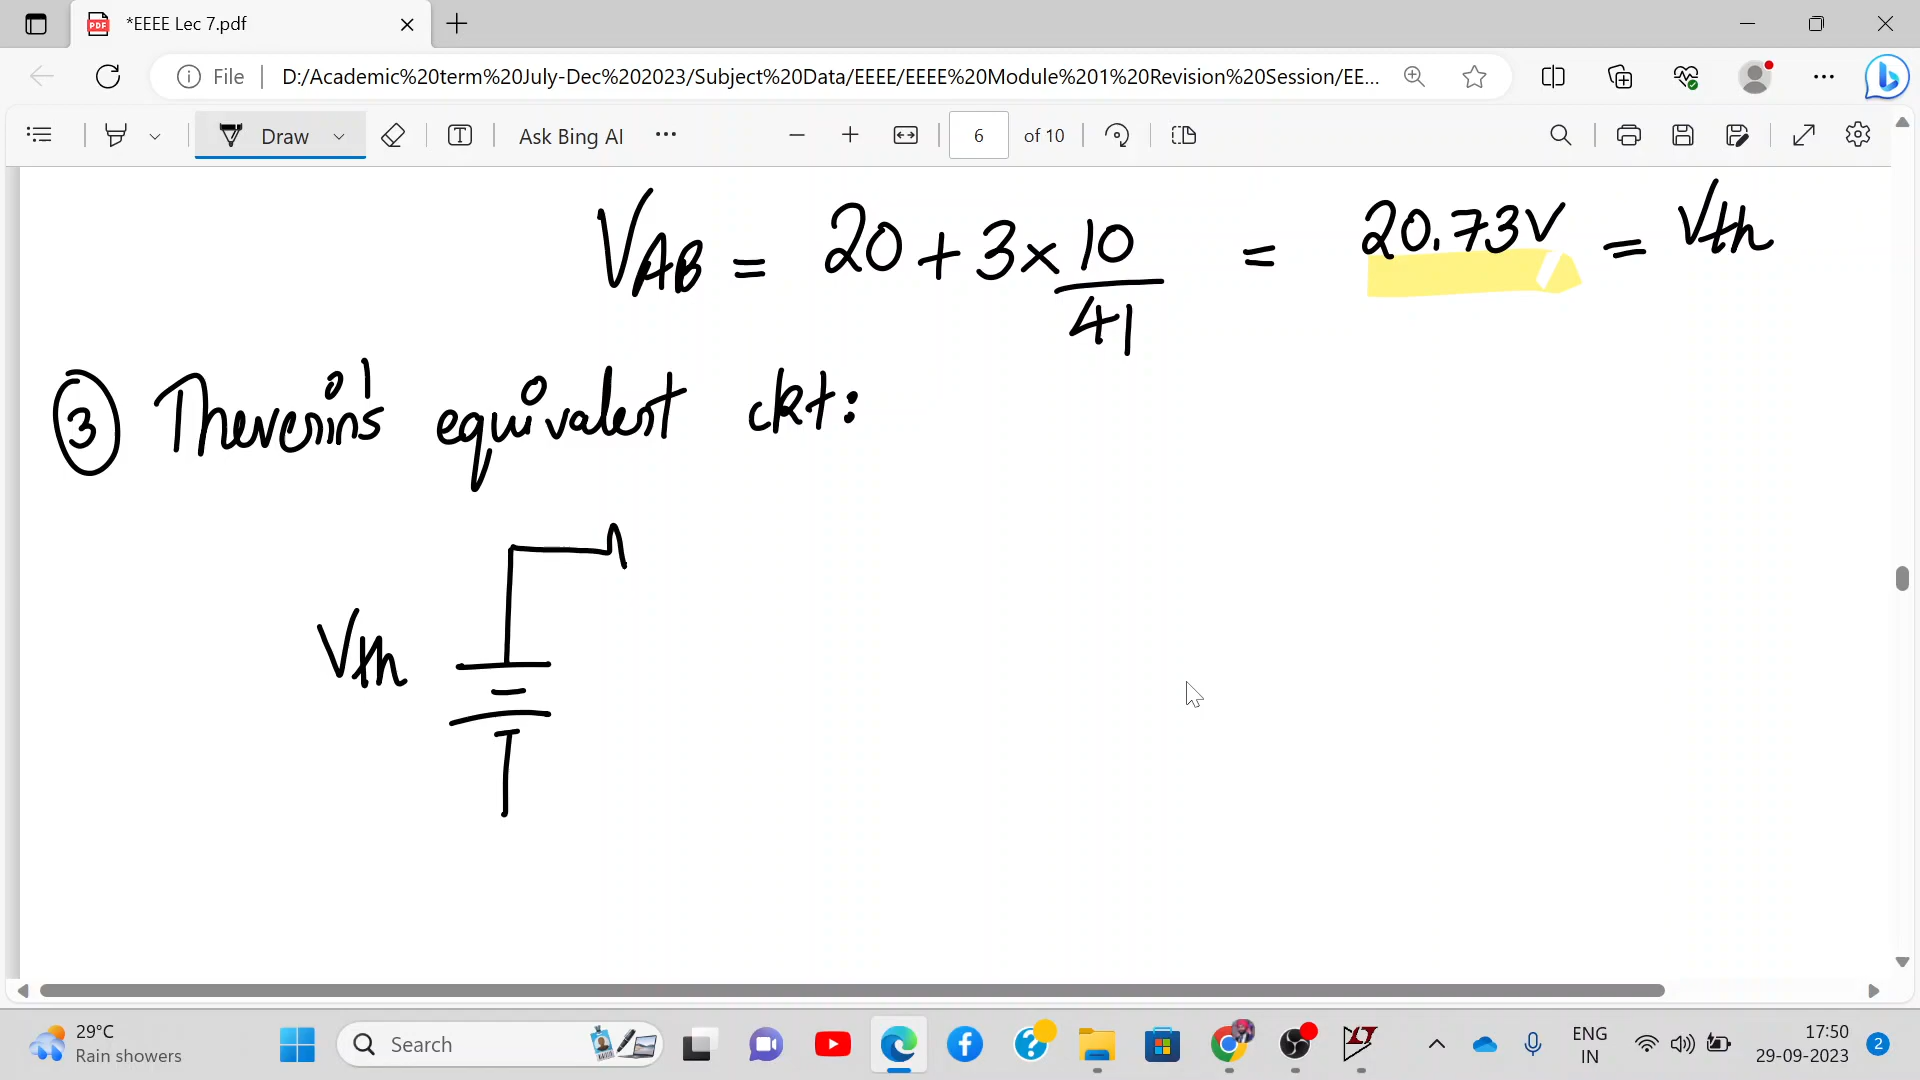 *EEEE Lec 7.pdf
File D:/Academic%20term%20July-Dec%202023/Subject%20Data/EEEE/EEEE%20Module%201%20Revision%20Session/EE...
Draw Ask Bing AI 6 of 10
VAB = 20 + 3 × 10/41 = 20.73V = Vth
③ Thevenin's equivalent ckt:
Vth
29°C
Rain showers
Search
ENG
IN
17:50
29-09-2023
2